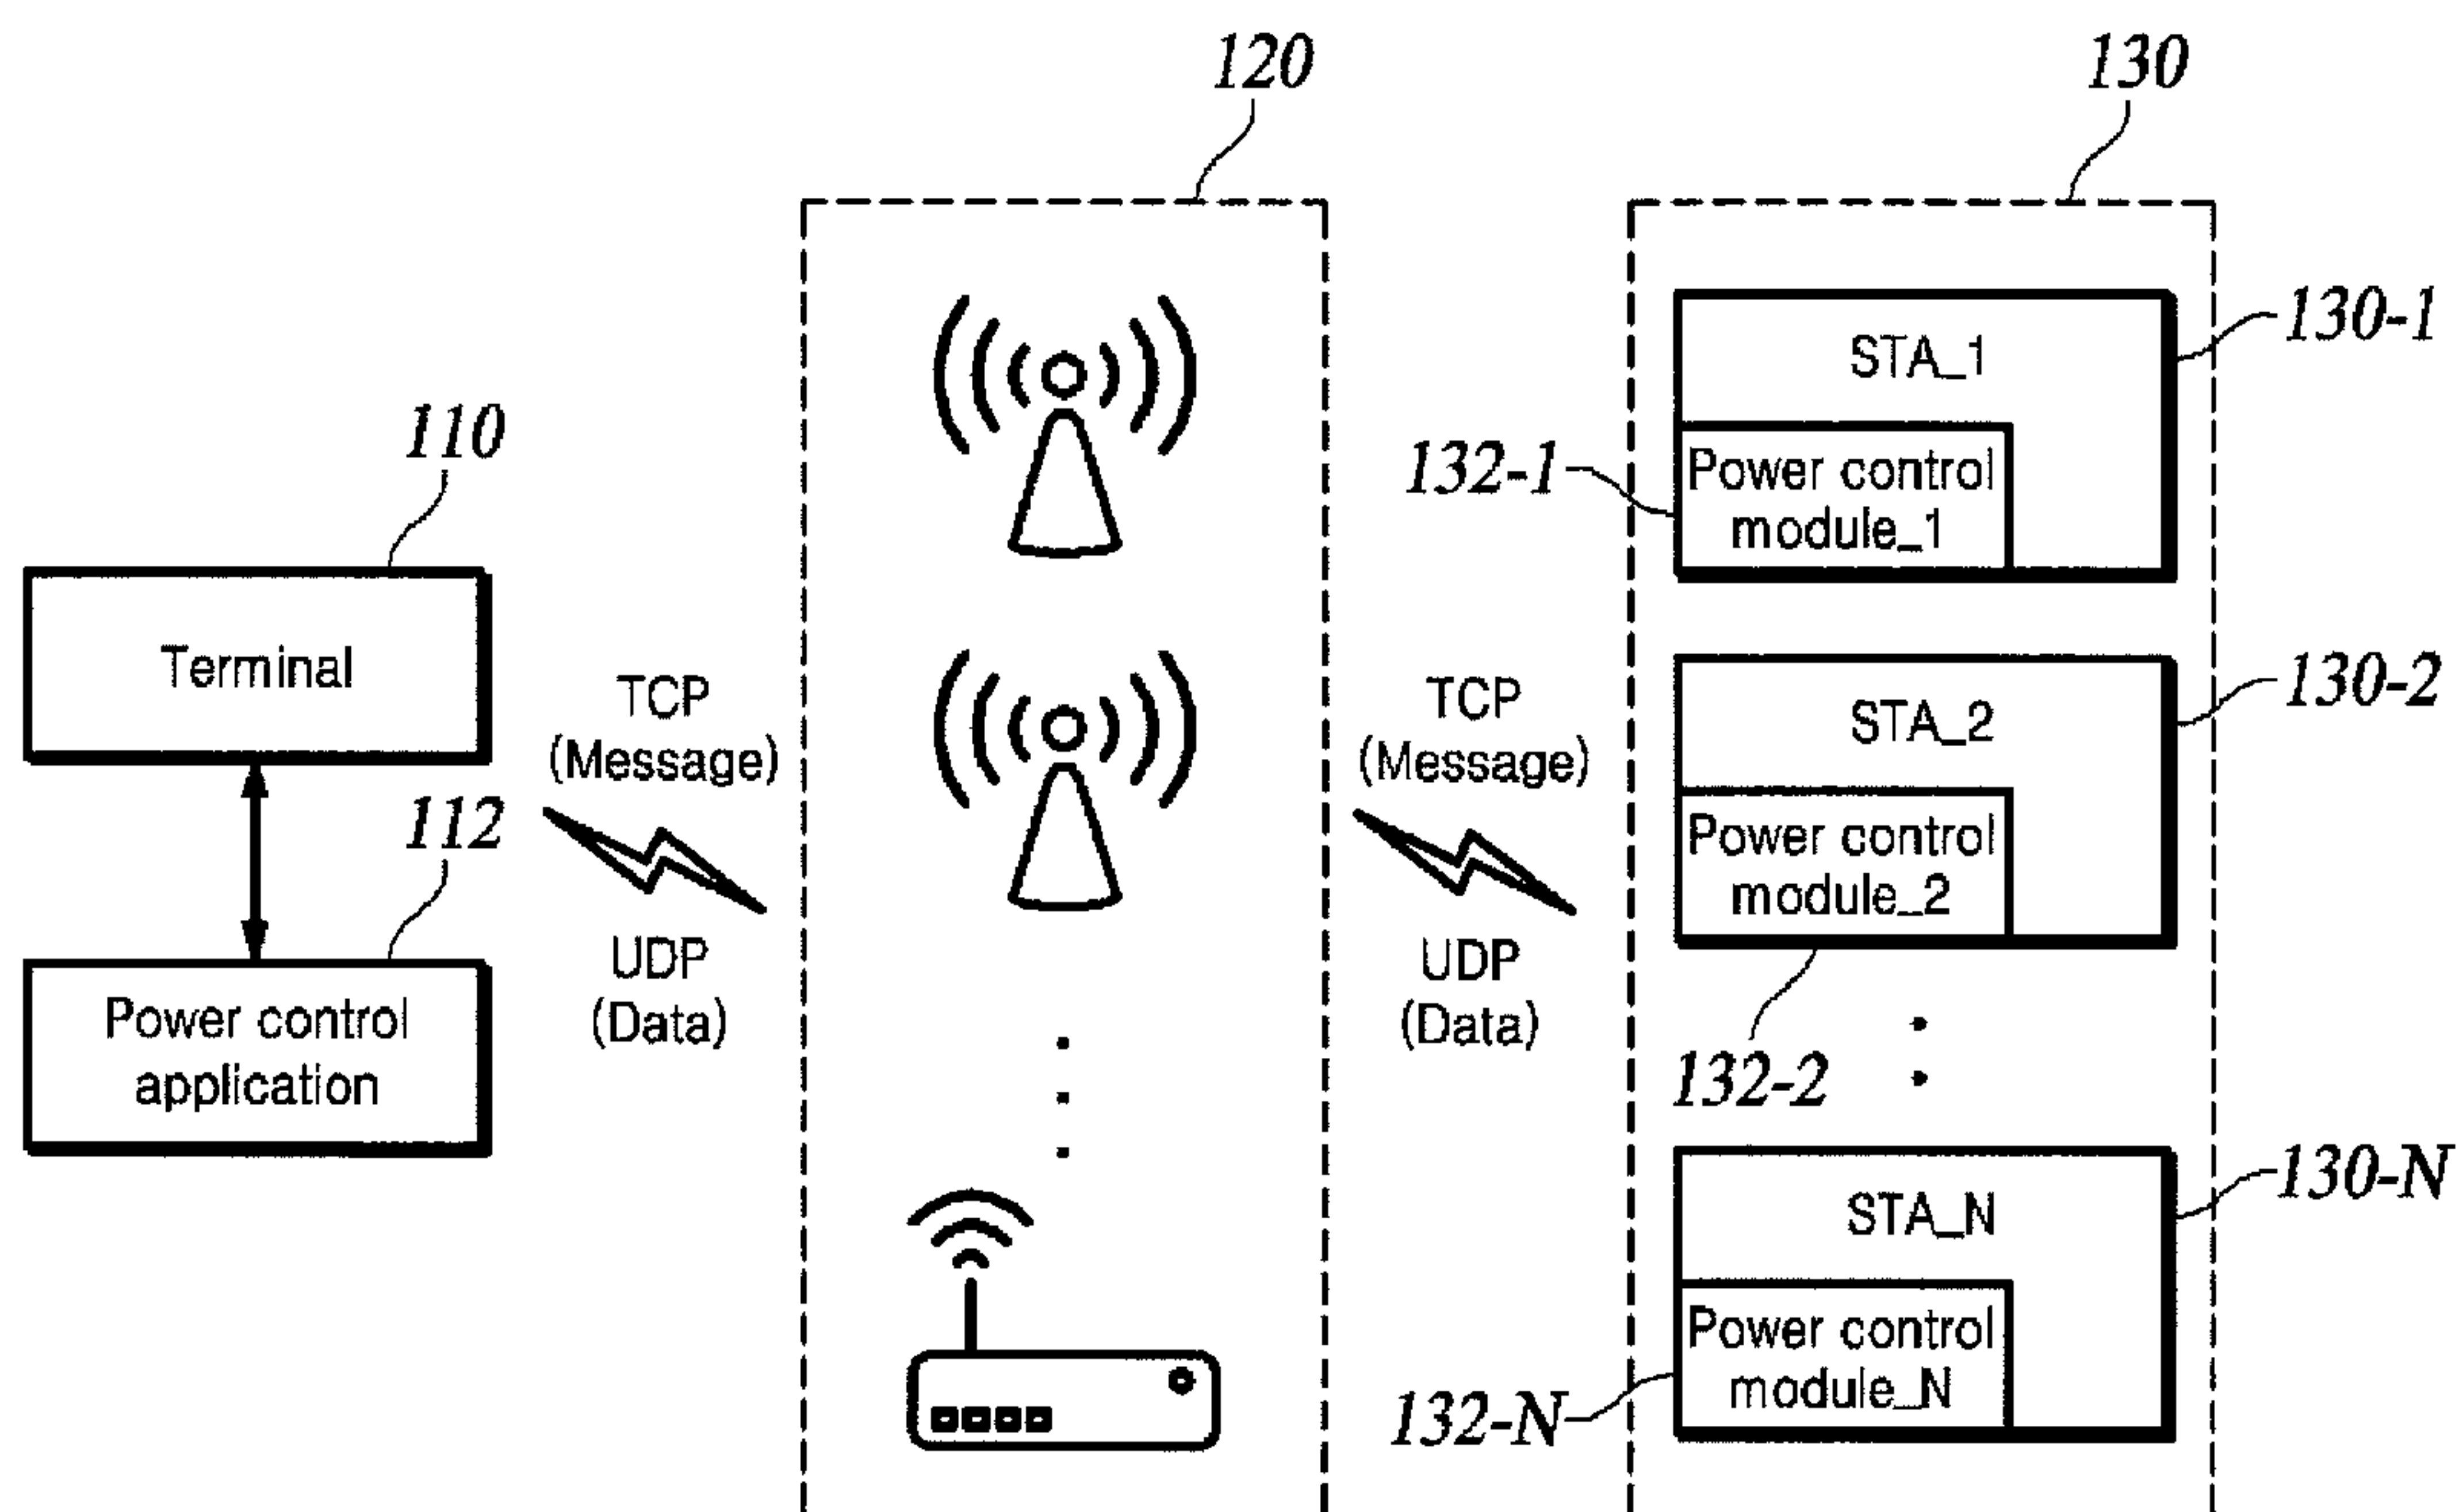 120
130
130-1
STA_1
110
132-1
Power control
module_1
Terminal
130-2
TCP
(Message)
TCP
(Message)
STA_2
112
Power control
module_2
UDP
(Data)
UDP
(Data)
Power control
application
132-2
130-N
STA_N
Power control
module_N
132-N